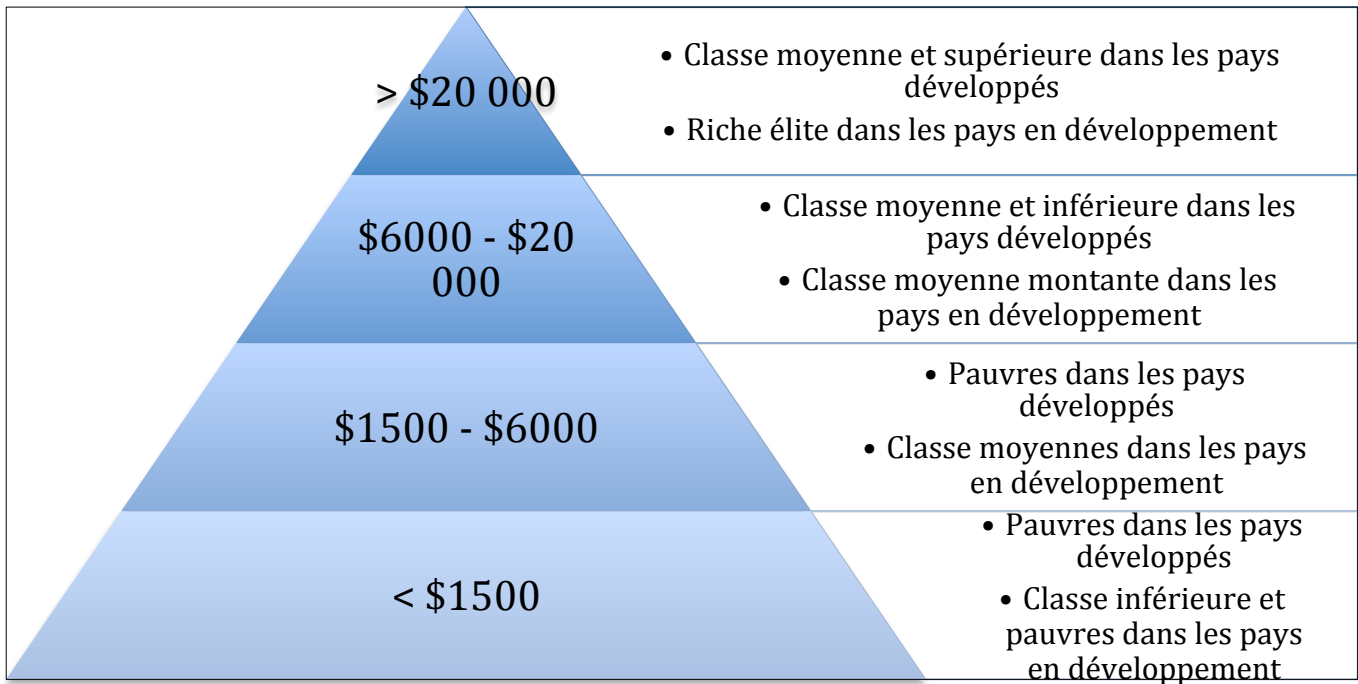 > $20 000
• Classe moyenne et supérieure dans les pays
développés
• Riche élite dans les pays en développement
$6000 - $20
000
• Classe moyenne et inférieure dans les
pays développés
• Classe moyenne montante dans les
pays en développement
$1500 - $6000
• Pauvres dans les pays
développés
• Classe moyennes dans les pays
en développement
< $1500
• Pauvres dans les pays
développés
• Classe inférieure et
pauvres dans les pays
en développement